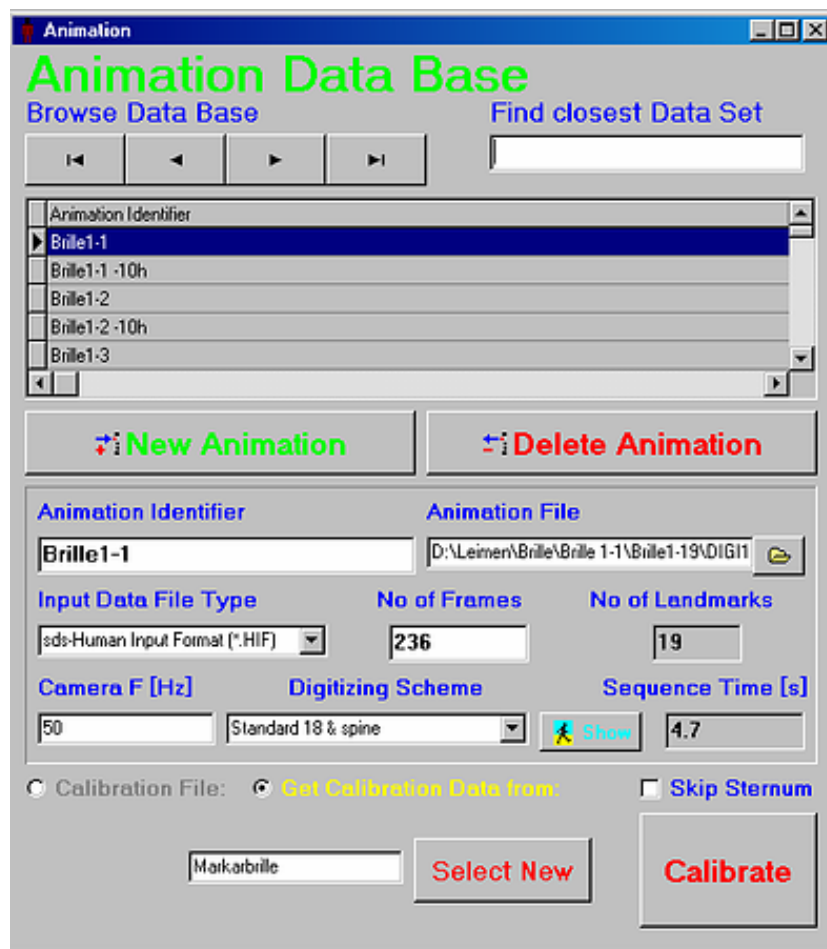 Animation
Animation Data Base
Browse Data Base Find closest Data Set
Animation Identifier
Brille1-1
Brille1-1 -10h
Brille1-2
Brille1-2 -10h
Brille1-3
New Animation Delete Animation
Animation Identifier Animation File
Brille1-1 D:\Leimen\Brille\Brille 1-1\Brille1-19\DIGI1
Input Data File Type No of Frames No of Landmarks
sds-Human Input Format (*.HIF) 236 19
Camera F [Hz] Digitizing Scheme Sequence Time [s]
50 Standard 18 & spine Show 4.7
Calibration File: Get Calibration Data from: Skip Sternum
Markarbrille Select New Calibrate